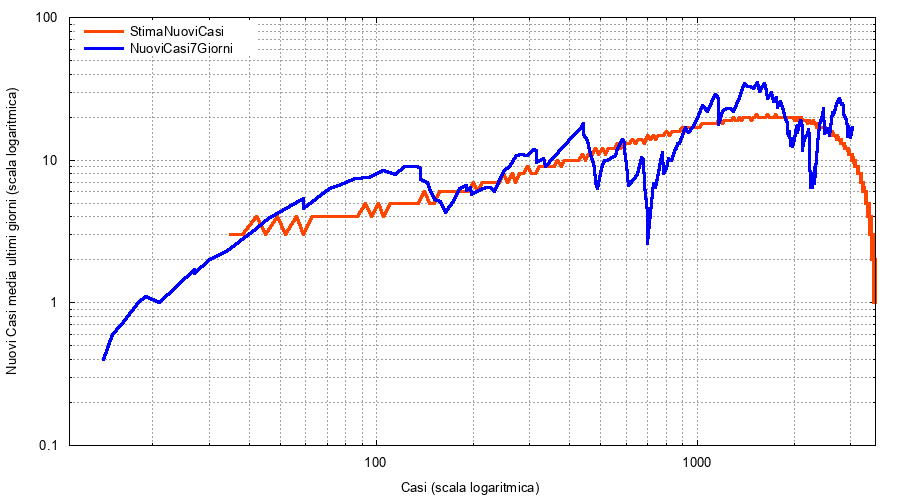 100
StimaNuoviCasi
NuoviCasi7Giorni
10
1
0.1
Nuovi Casi media ultimi giorni (scala logaritmica)
100
1000
Casi (scala logaritmica)